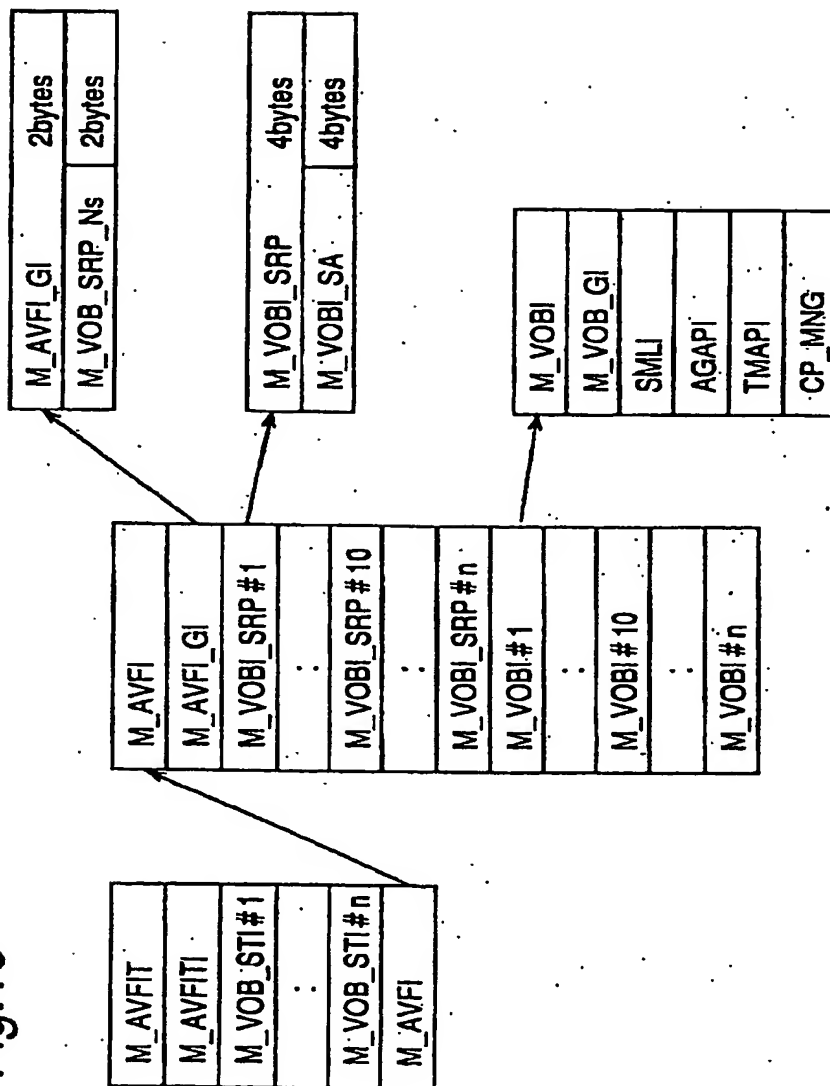 M_AVFIT
M_AVFITI
M_VOB_STI#1
:
M_VOB_STI#n
M_AVFI
M_AVFI
M_AVFI_GI
M_VOBI_SRP#1
:
M_VOBI_SRP#10
:
M_VOBI_SRP#n
M_VOBI#1
:
M_VOBI#10
:
M_VOBI#n
M_AVFI_GI 2bytes
M_VOB_SRP_Ns 2bytes
M_VOBI_SRP 4bytes
M_VOBI_SA 4bytes
M_VOBI
M_VOB_GI
SMLI
AGAPI
TMAPI
CP_MNG